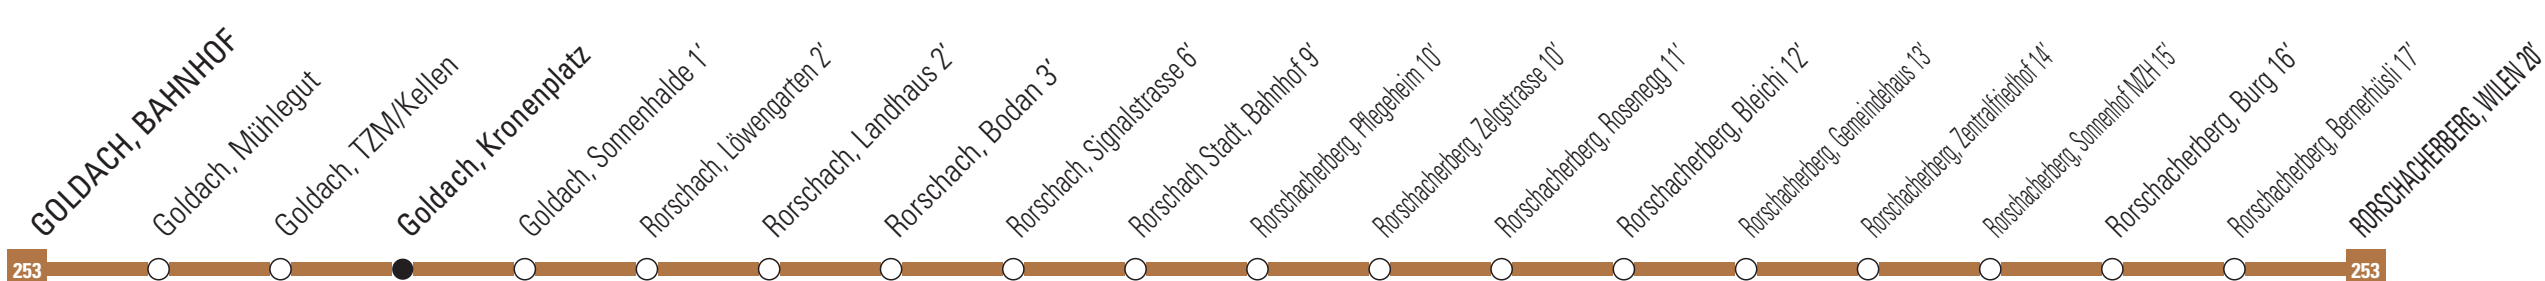 GOLDACH, BAHNHOF
Goldach, Mühlegut
Goldach, TZM/Kellen
Goldach, Kronenplatz
Goldach, Sonnenhalde 1'
Rorschach, Löwengarten 2'
Rorschach, Landhaus 2'
Rorschach, Bodan 3'
Rorschach, Signalstrasse 6'
Rorschach Stadt, Bahnhof 9'
Rorschacherberg, Pflegeheim 10'
Rorschacherberg, Zelgstrasse 10'
Rorschacherberg, Rosenegg 11'
Rorschacherberg, Bleichi 12'
Rorschacherberg, Gemeindehaus 13'
Rorschacherberg, Zentralfriedhof 14'
Rorschacherberg, Sonnenhof MZH 15'
Rorschacherberg, Burg 16'
Rorschacherberg, Bernerhüsli 17'
RORSCHACHERBERG, WILEN 20'
253
253